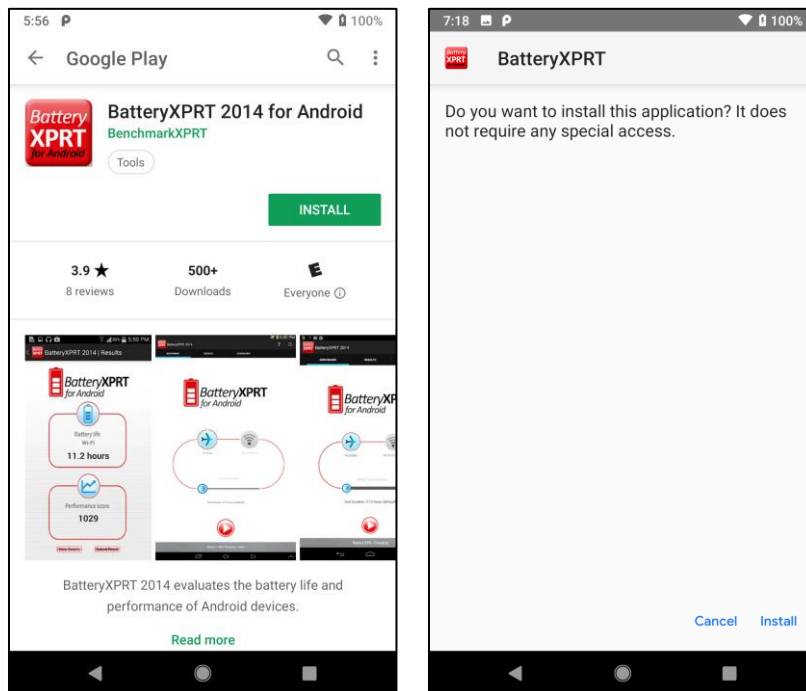 5:56
100%
Google Play
Battery
XPRT
for Android
BatteryXPRT 2014 for Android
BenchmarkXPRT
Tools
INSTALL
3.9 ★
8 reviews
500+
Downloads
E
Everyone
BatteryXPRT 2014 | Results
BatteryXPRT
for Android
Battery life
Wi-Fi
11.2 hours
Performance score
1029
BatteryXPRT
for Android
BatteryXP
for Android
BatteryXPRT 2014 evaluates the battery life and
performance of Android devices.
Read more
7:18
100%
Battery
XPRT
BatteryXPRT
Do you want to install this application? It does
not require any special access.
Cancel
Install